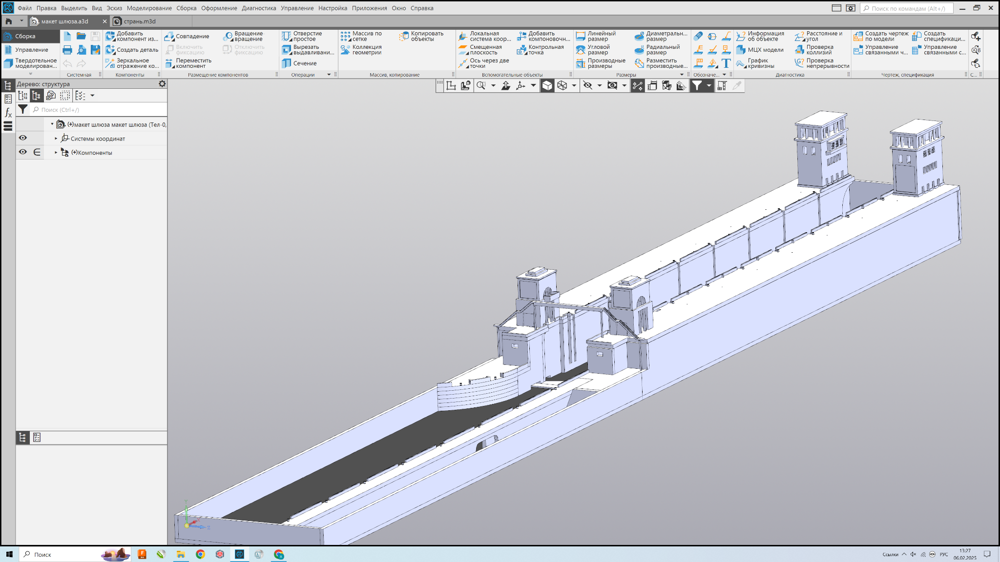 Файл Правка Выделить Вид Эскиз Моделирование Сборка Оформление Диагностика Управление Настройка Приложения Окно Справка
Поиск по командам (Alt+/)
макет шлюза.a3d
странь.m3d
Сборка
Управление
Твердотельное моделирован...
Системная
Добавить компонент из...
Создать деталь
Зеркальное отражение ко...
Компоненты
Совпадение
Включить фиксацию
Переместить компонент
Вращение-вращение
Отключить фиксацию
Размещение компонентов
Отверстие простое
Вырезать выдавливани...
Сечение
Операции
Массив по сетке
Коллекция геометрии
Копировать объекты
Массив, копирование
Локальная система коор...
Смещенная плоскость
Ось через две точки
Добавить компоновочн...
Контрольная точка
Вспомогательные объекты
Линейный размер
Угловой размер
Производные размеры
Диаметральн... размер
Радиальный размер
Разместить производные...
Размеры
Обозначе...
Информация об объекте
МЦХ модели
График кривизны
Расстояние и угол
Проверка коллизий
Проверка непрерывности
Диагностика
Создать чертеж по модели
Управление связанными ч...
Создать спецификаци...
Управление связанными с...
Чертеж, спецификация
С...
Дерево: структура
Поиск (Ctrl+/)
(+)макет шлюза макет шлюза (Тел-0,
Системы координат
(+)Компоненты
Y
X
Z
Поиск
Ссылки
РУС
13:27
06.02.2025